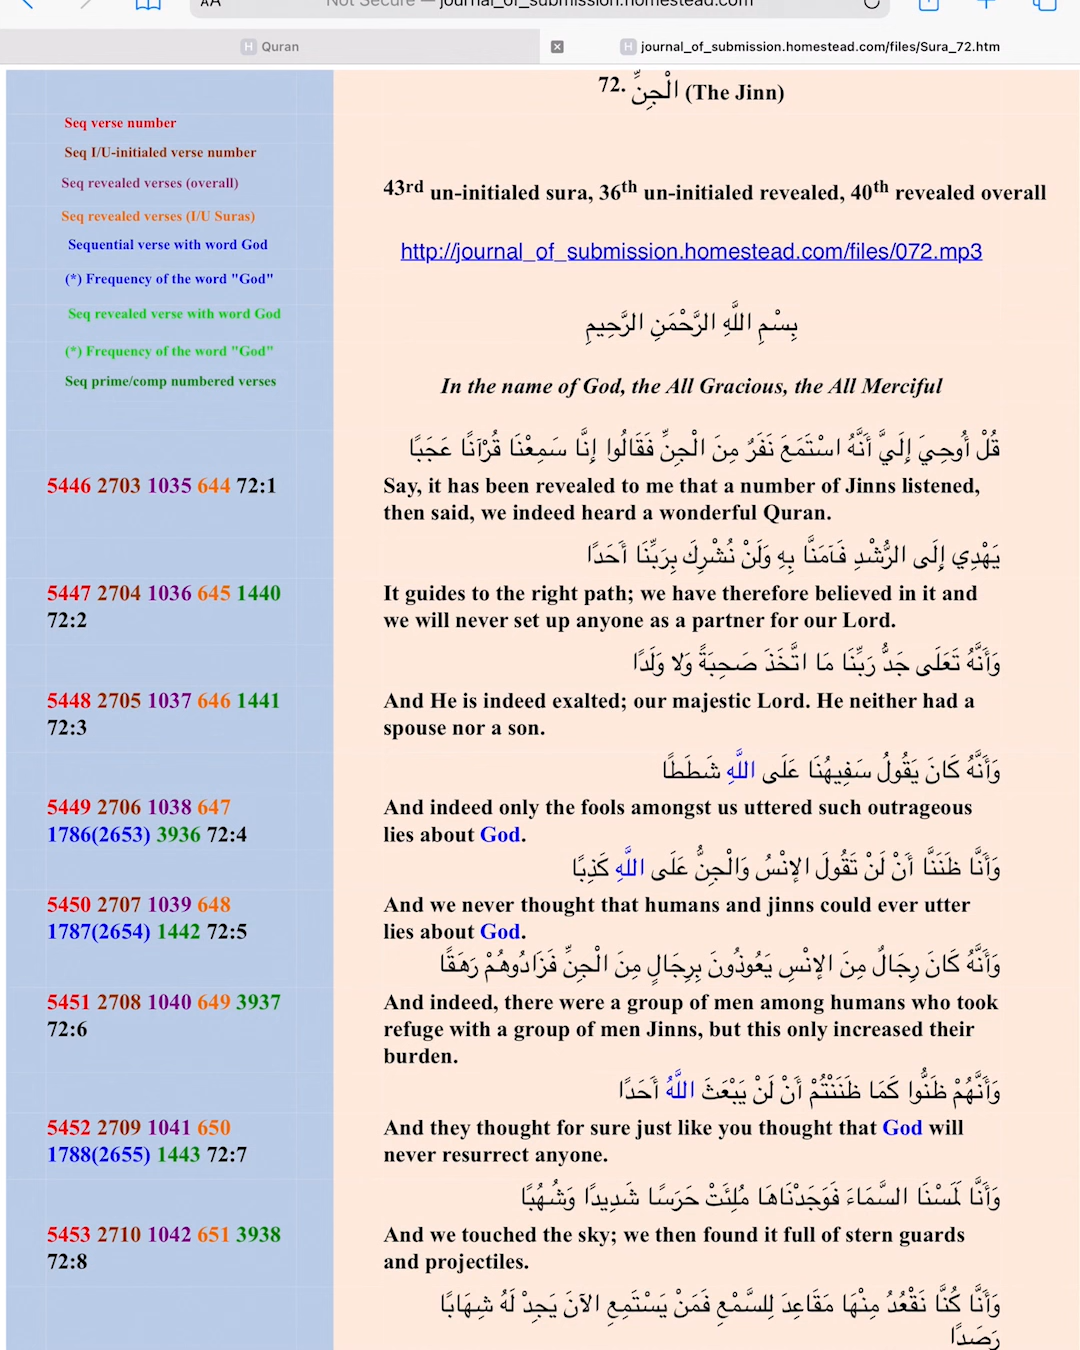 AA
Not Secure — journal_of_submission.homestead.com
H Quran
H journal_of_submission.homestead.com/files/Sura_72.htm
72. الْجِنِّ (The Jinn)
Seq verse number
Seq I/U-initialed verse number
Seq revealed verses (overall)
Seq revealed verses (I/U Suras)
Sequential verse with word God
(*) Frequency of the word "God"
Seq revealed verse with word God
(*) Frequency of the word "God"
Seq prime/comp numbered verses
43rd un-initialed sura, 36th un-initialed revealed, 40th revealed overall
http://journal_of_submission.homestead.com/files/072.mp3
بِسْمِ اللَّهِ الرَّحْمَنِ الرَّحِيمِ
In the name of God, the All Gracious, the All Merciful
قُلْ أُوحِيَ إِلَيَّ أَنَّهُ اسْتَمَعَ نَفَرٌ مِنَ الْجِنِّ فَقَالُوا إِنَّا سَمِعْنَا قُرْآنًا عَجَبًا
5446 2703 1035 644 72:1
Say, it has been revealed to me that a number of Jinns listened,
then said, we indeed heard a wonderful Quran.
يَهْدِي إِلَى الرُّشْدِ فَآمَنَّا بِهِ وَلَنْ نُشْرِكَ بِرَبِّنَا أَحَدًا
5447 2704 1036 645 1440
72:2
It guides to the right path; we have therefore believed in it and
we will never set up anyone as a partner for our Lord.
وَأَنَّهُ تَعَلَى جَدُّ رَبِّنَا مَا اتَّخَذَ صَحِبَةً وَلا وَلَدًا
5448 2705 1037 646 1441
72:3
And He is indeed exalted; our majestic Lord. He neither had a
spouse nor a son.
وَأَنَّهُ كَانَ يَقُولُ سَفِيهُنَا عَلَى اللَّهِ شَطَطًا
5449 2706 1038 647
1786(2653) 3936 72:4
And indeed only the fools amongst us uttered such outrageous
lies about God.
وَأَنَّا ظَنَنَّا أَنْ لَنْ تَقُولَ الإِنْسُ وَالْجِنُّ عَلَى اللَّهِ كَذِبًا
5450 2707 1039 648
1787(2654) 1442 72:5
And we never thought that humans and jinns could ever utter
lies about God.
وَأَنَّهُ كَانَ رِجَالٌ مِنَ الإِنْسِ يَعُوذُونَ بِرِجَالٍ مِنَ الْجِنِّ فَزَادُوهُمْ رَهَقًا
5451 2708 1040 649 3937
72:6
And indeed, there were a group of men among humans who took
refuge with a group of men Jinns, but this only increased their
burden.
وَأَنَّهُمْ ظَنُّوا كَمَا ظَنَنْتُمْ أَنْ لَنْ يَبْعَثَ اللَّهُ أَحَدًا
5452 2709 1041 650
1788(2655) 1443 72:7
And they thought for sure just like you thought that God will
never resurrect anyone.
وَأَنَّا لَمَسْنَا السَّمَاءَ فَوَجَدْنَاهَا مُلِئَتْ حَرَسًا شَدِيدًا وَشُهُبًا
5453 2710 1042 651 3938
72:8
And we touched the sky; we then found it full of stern guards
and projectiles.
وَأَنَّا كُنَّا نَقْعُدُ مِنْهَا مَقَاعِدَ لِلسَّمْعِ فَمَنْ يَسْتَمِعِ الآنَ يَجِدْ لَهُ شِهَابًا
رَصَدًا